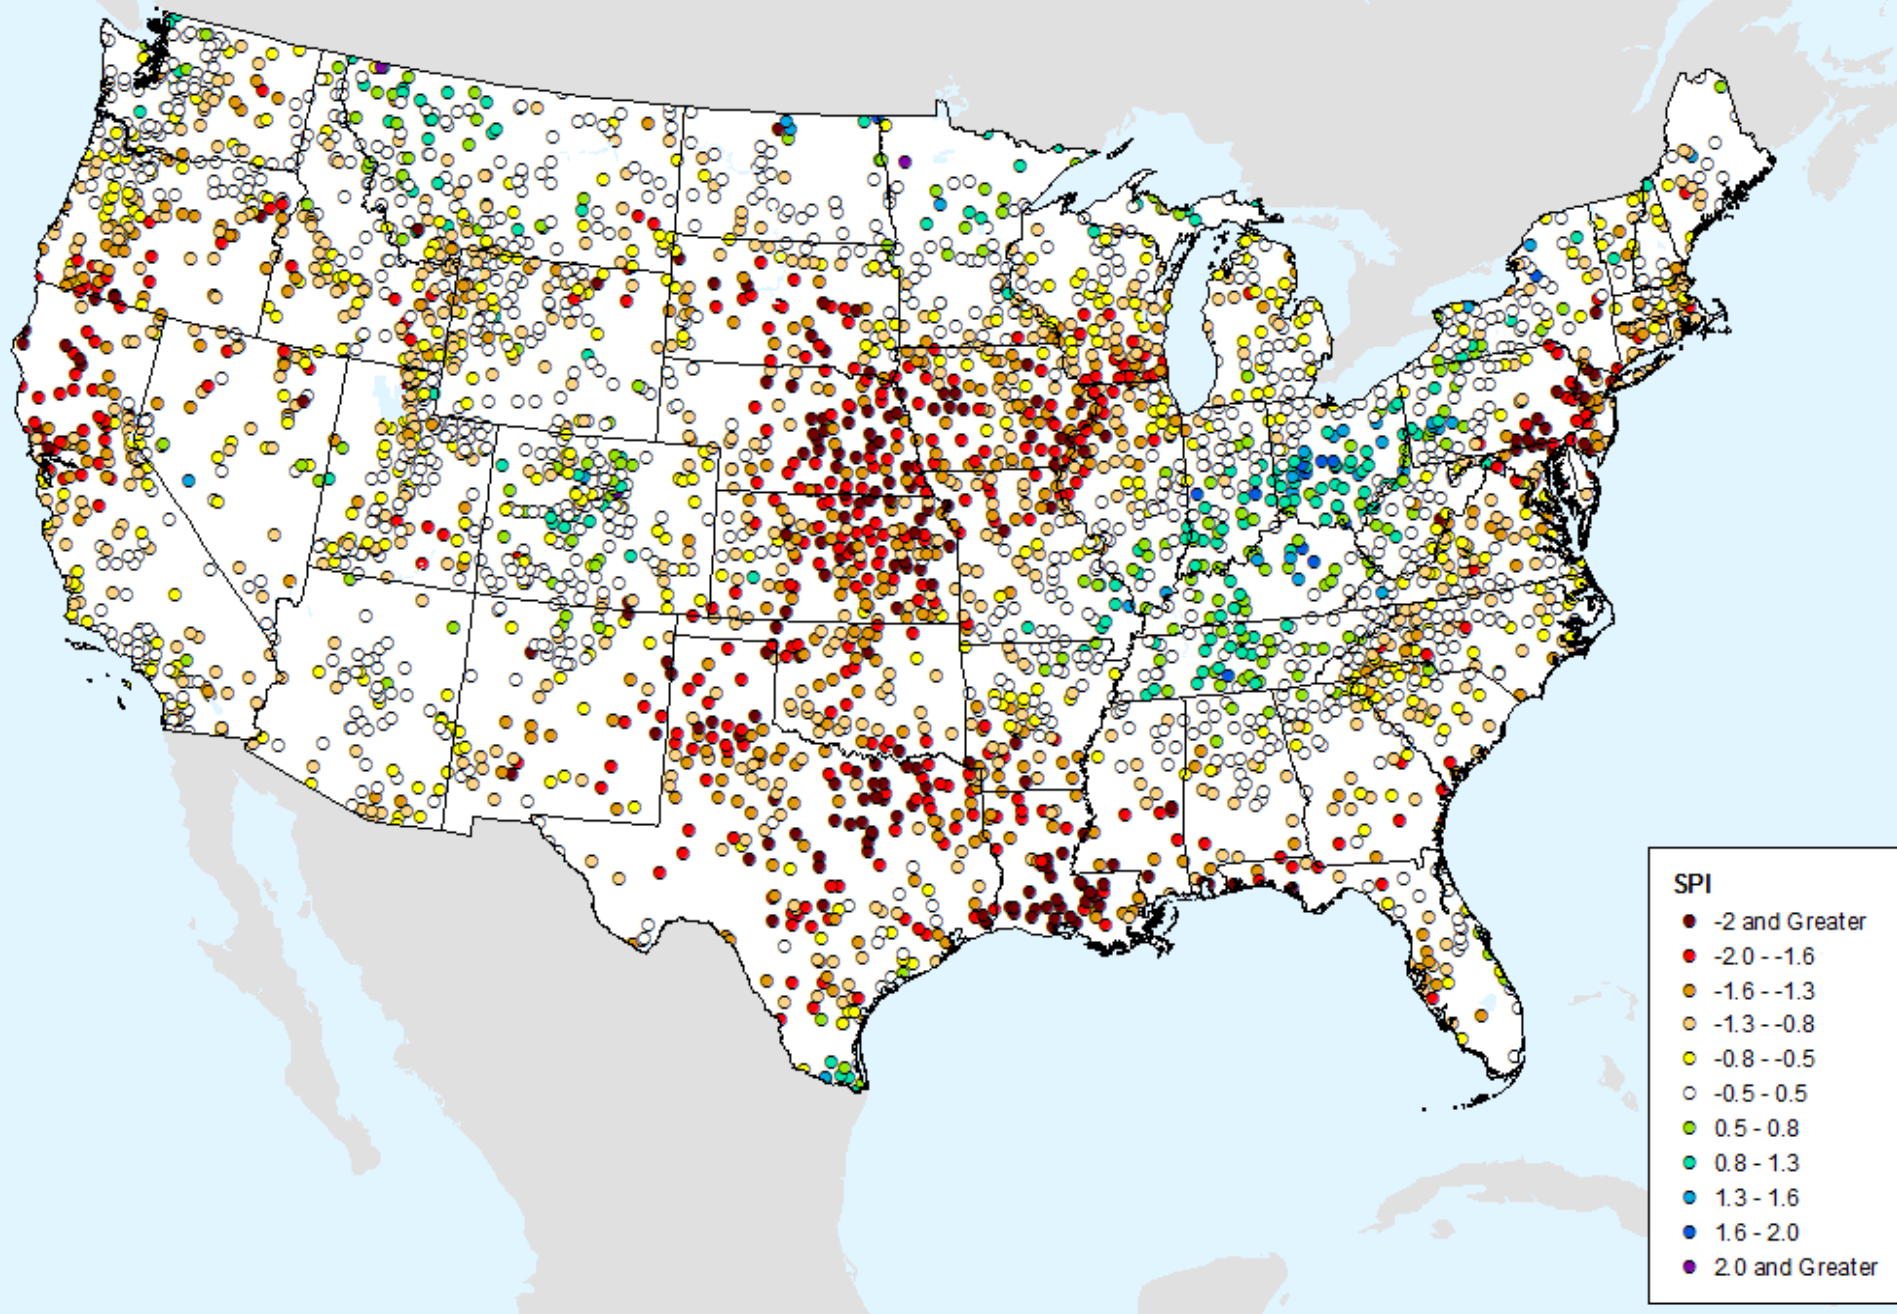 SPI
-2 and Greater
-2.0 - -1.6
-1.6 - -1.3
-1.3 - -0.8
-0.8 - -0.5
-0.5 - 0.5
0.5 - 0.8
0.8 - 1.3
1.3 - 1.6
1.6 - 2.0
2.0 and Greater